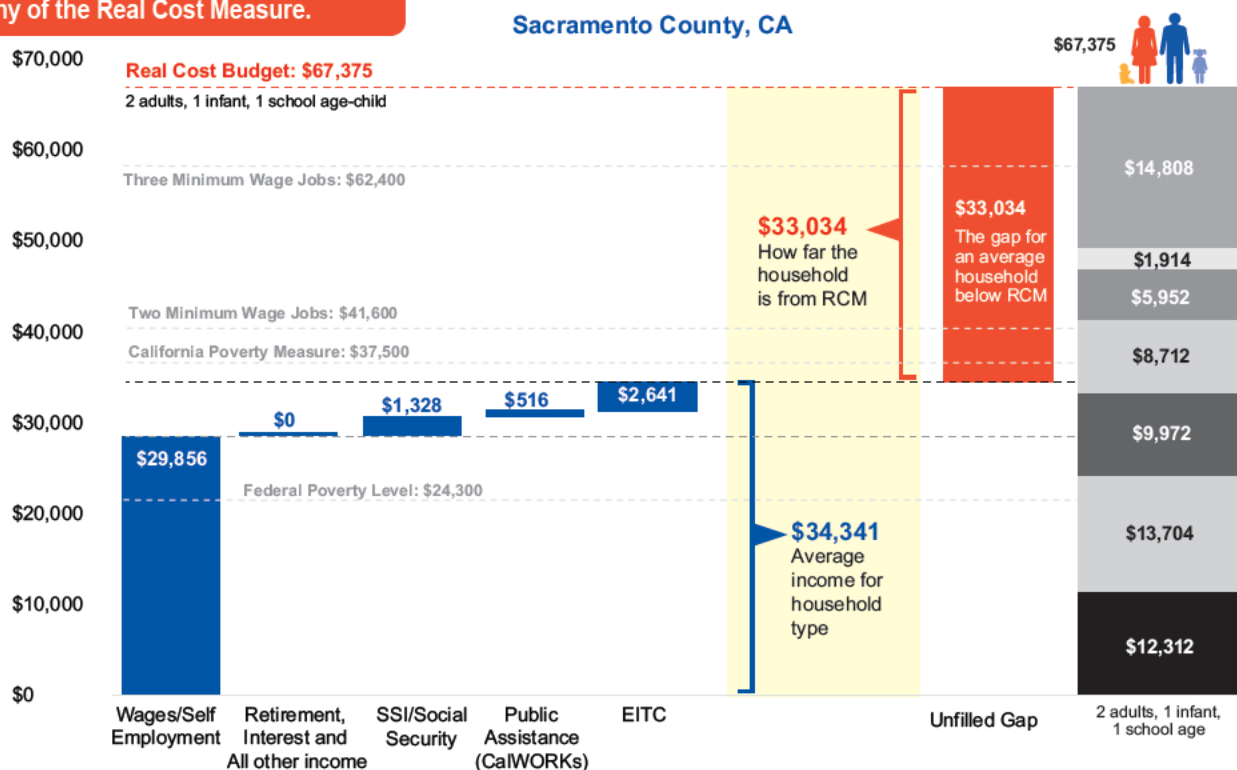 ny of the Real Cost Measure.
Sacramento County, CA
$70,000
$60,000
$50,000
$40,000
$30,000
$20,000
$10,000
$0
Real Cost Budget: $67,375
2 adults, 1 infant, 1 school age-child
Three Minimum Wage Jobs: $62,400
Two Minimum Wage Jobs: $41,600
California Poverty Measure: $37,500
Federal Poverty Level: $24,300
$29,856
$0
$1,328
$516
$2,641
$33,034
How far the
household
is from RCM
$34,341
Average
income for
household
type
$33,034
The gap for
an average
household
below RCM
$67,375
$14,808
$1,914
$5,952
$8,712
$9,972
$13,704
$12,312
Wages/Self
Employment
Retirement,
Interest and
All other income
SSI/Social
Security
Public
Assistance
(CalWORKs)
EITC
Unfilled Gap
2 adults, 1 infant,
1 school age